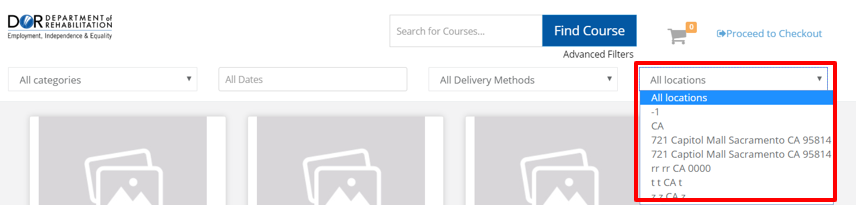 DOR DEPARTMENT of
REHABILITATION
Employment, Independence & Equality
Search for Courses...
Find Course
0
Proceed to Checkout
Advanced Filters
All categories
All Dates
All Delivery Methods
All locations
All locations
-1
CA
721 Capitol Mall Sacramento CA 95814
721 Captiol Mall Sacramento CA 95814
rr rr CA 0000
t t CA t
z z CA z